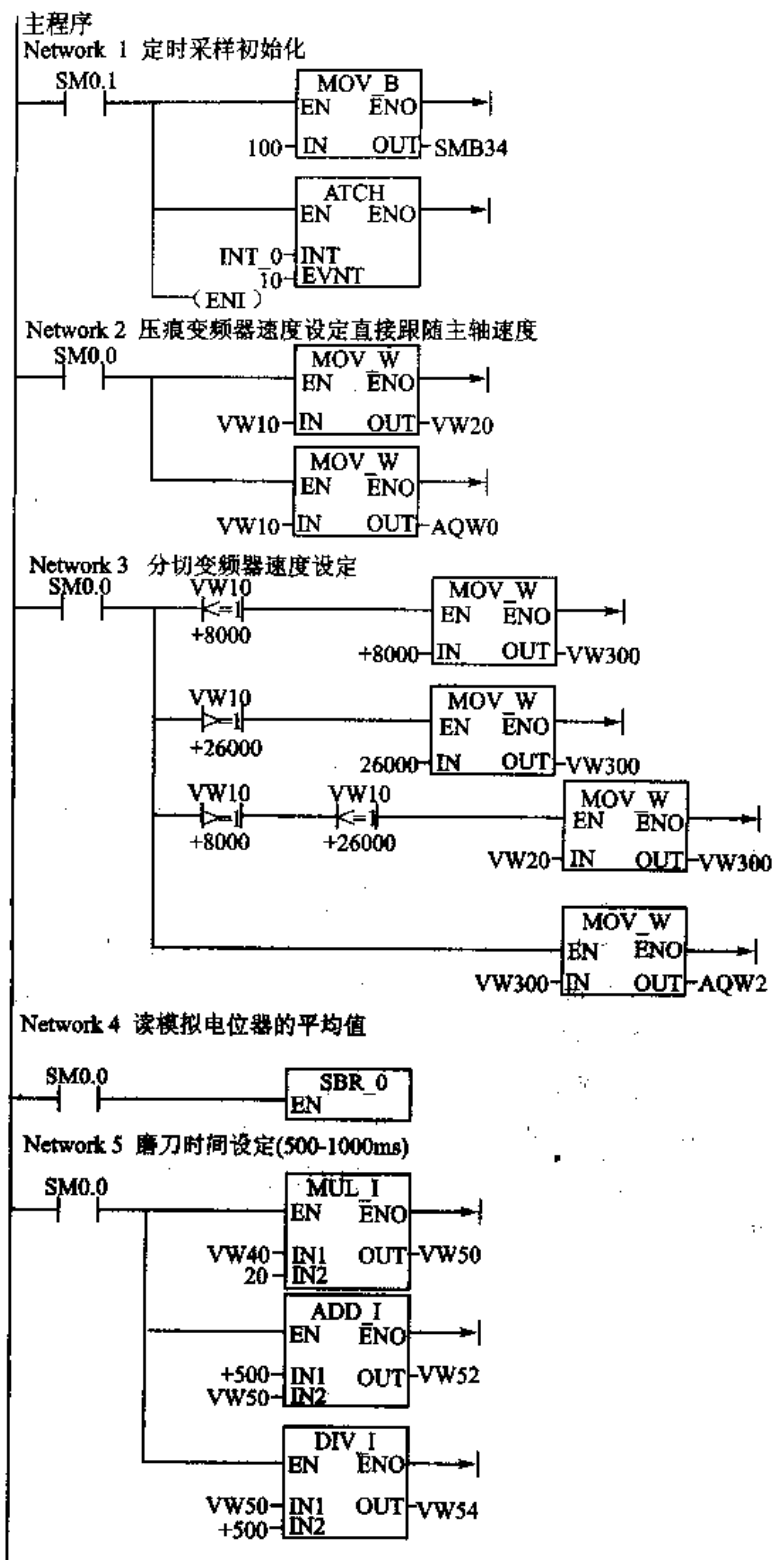 主程序
Network 1 定时采样初始化
SM0.1
MOV_B
EN ENO
100 IN OUT SMB34
ATCH
EN ENO
INT_0 INT
10 EVNT
(ENI)
Network 2 压痕变频器速度设定直接跟随主轴速度
SM0.0
MOV_W
EN ENO
VW10 IN OUT VW20
MOV_W
EN ENO
VW10 IN OUT AQW0
Network 3 分切变频器速度设定
SM0.0
VW10
<=I
+8000
MOV_W
EN ENO
+8000 IN OUT VW300
VW10
>=I
+26000
MOV_W
EN ENO
26000 IN OUT VW300
VW10 VW10
>=I <=I
+8000 +26000
MOV_W
EN ENO
VW20 IN OUT VW300
MOV_W
EN ENO
VW300 IN OUT AQW2
Network 4 读模拟电位器的平均值
SM0.0
SBR_0
EN
Network 5 磨刀时间设定(500-1000ms)
SM0.0
MUL_I
EN ENO
VW40 IN1 OUT VW50
20 IN2
ADD_I
EN ENO
+500 IN1 OUT VW52
VW50 IN2
DIV_I
EN ENO
VW50 IN1 OUT VW54
+500 IN2